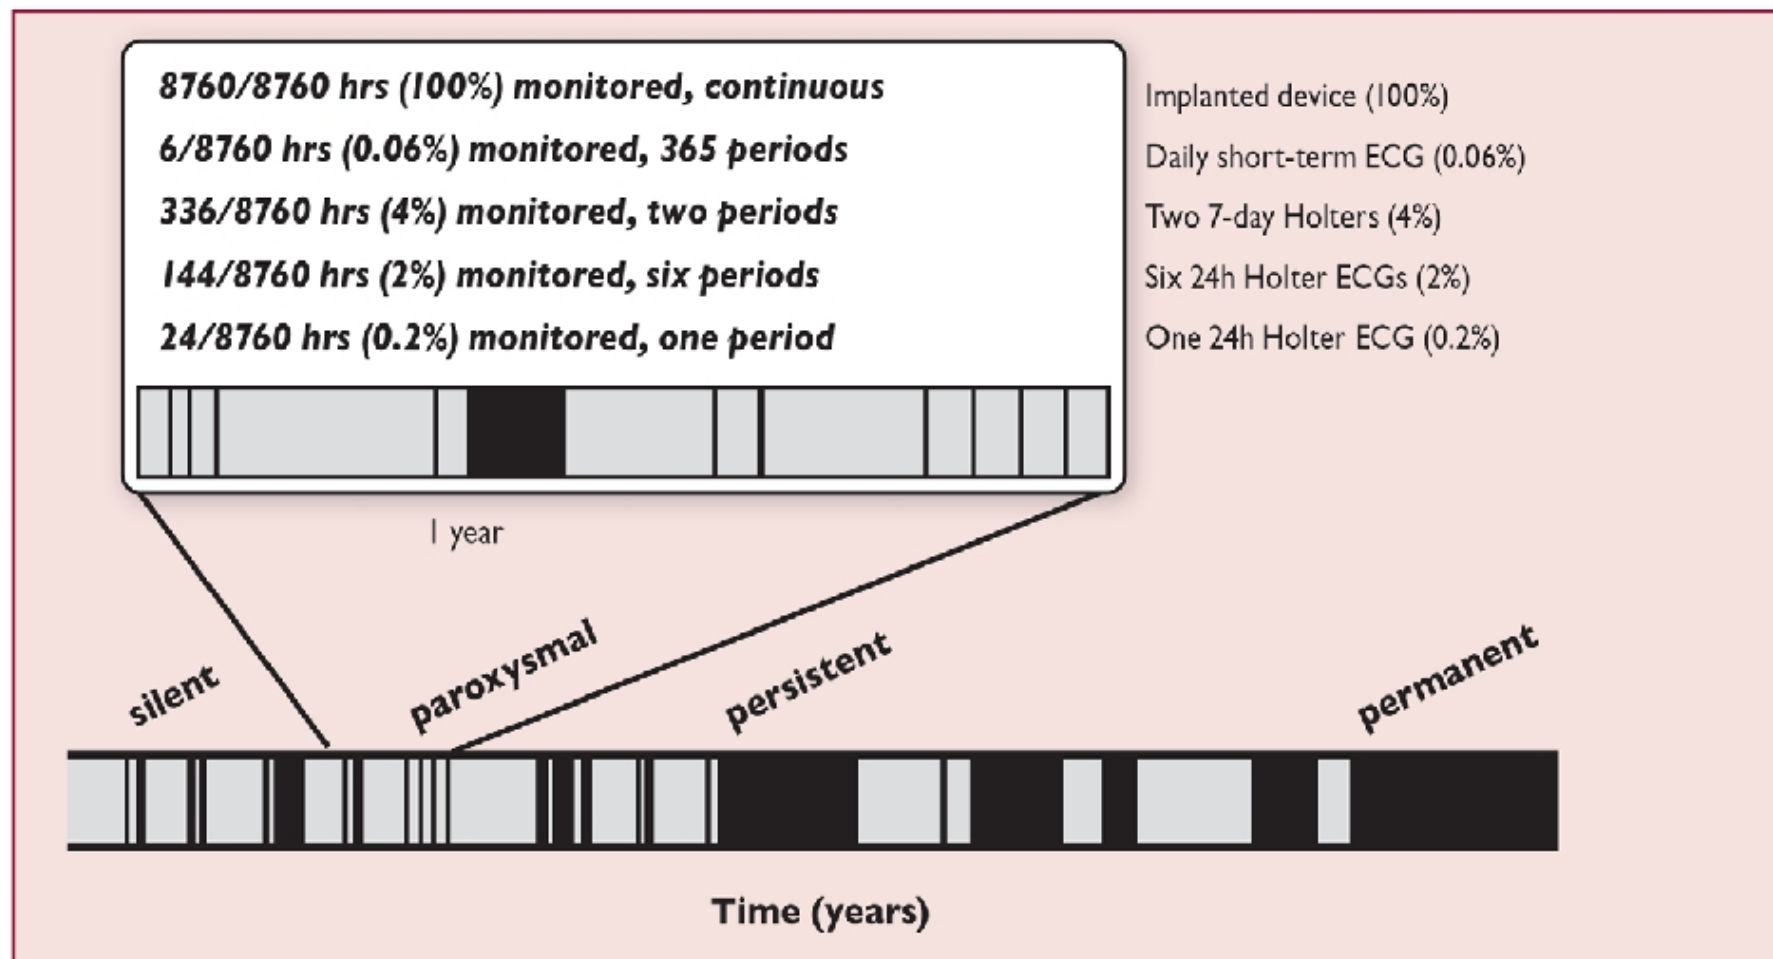 8760/8760 hrs (100%) monitored, continuous
6/8760 hrs (0.06%) monitored, 365 periods
336/8760 hrs (4%) monitored, two periods
144/8760 hrs (2%) monitored, six periods
24/8760 hrs (0.2%) monitored, one period
Implanted device (100%)
Daily short-term ECG (0.06%)
Two 7-day Holters (4%)
Six 24h Holter ECGs (2%)
One 24h Holter ECG (0.2%)
1 year
silent
paroxysmal
persistent
permanent
Time (years)